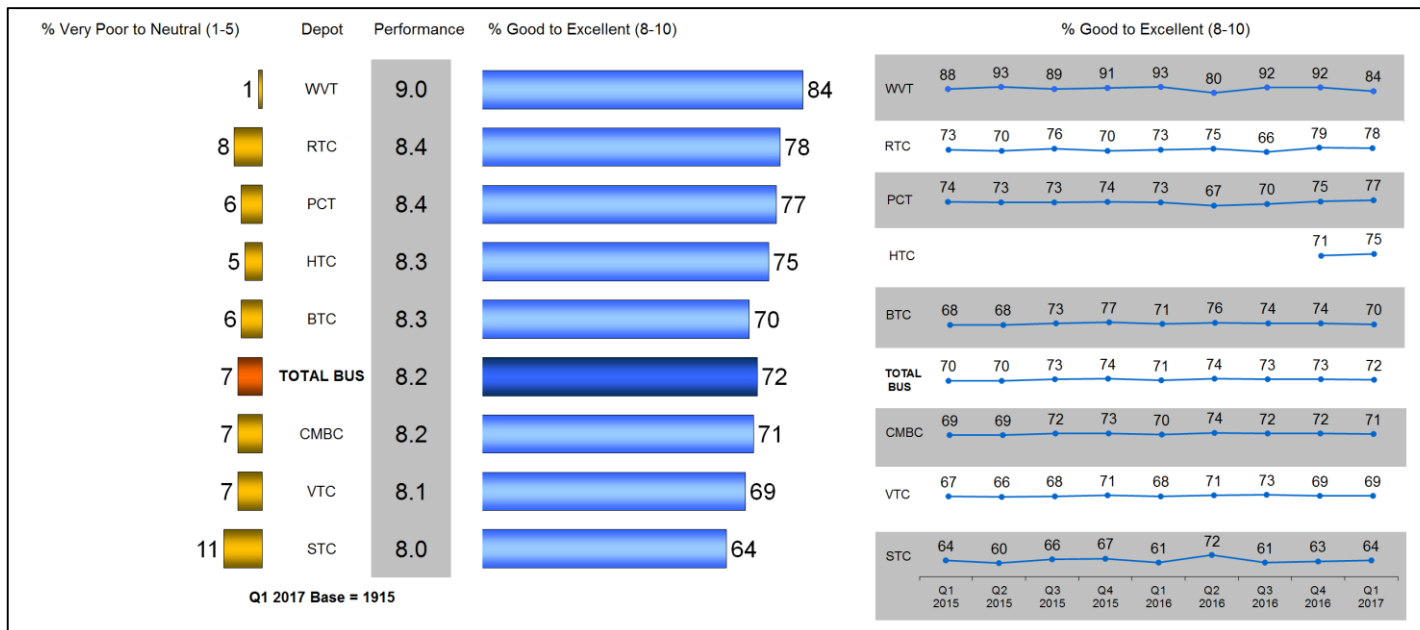 % Very Poor to Neutral (1-5) Depot Performance % Good to Excellent (8-10)
1 WVT 9.0 84
8 RTC 8.4 78
6 PCT 8.4 77
5 HTC 8.3 75
6 BTC 8.3 70
7 TOTAL BUS 8.2 72
7 CMBC 8.2 71
7 VTC 8.1 69
11 STC 8.0 64
Q1 2017 Base = 1915
% Good to Excellent (8-10)
WVT 88 93 89 91 93 80 92 92 84
RTC 73 70 76 70 73 75 66 79 78
PCT 74 73 73 74 73 67 70 75 77
HTC 71 75
BTC 68 68 73 77 71 76 74 74 70
TOTAL
BUS 70 70 73 74 71 74 73 73 72
CMBC 69 69 72 73 70 74 72 72 71
VTC 67 66 68 71 68 71 73 69 69
STC 64 60 66 67 61 72 61 63 64
Q1 Q2 Q3 Q4 Q1 Q2 Q3 Q4 Q1
2015 2015 2015 2015 2016 2016 2016 2016 2017